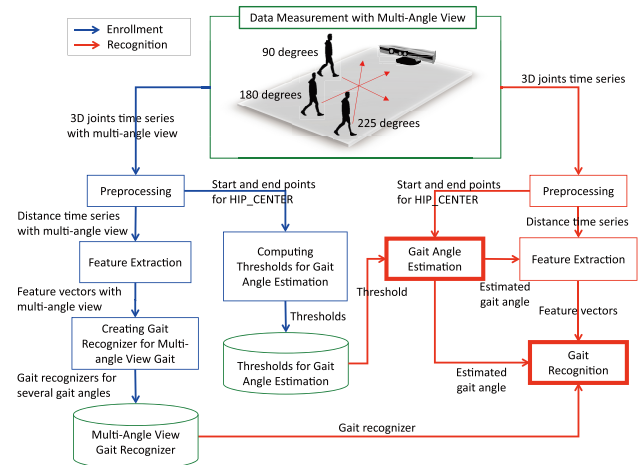 Enrollment
Recognition
Data Measurement with Multi-Angle View
90 degrees
180 degrees
225 degrees
3D joints time series
with multi-angle view
3D joints time series
Preprocessing
Start and end points
for HIP_CENTER
Start and end points
for HIP_CENTER
Preprocessing
Distance time series
with multi-angle view
Distance time series
Feature Extraction
Computing
Thresholds for Gait
Angle Estimation
Gait Angle
Estimation
Feature Extraction
Feature vectors with
multi-angle view
Thresholds
Threshold
Estimated
gait angle
Feature vectors
Creating Gait
Recognizer for Multi-
angle View Gait
Thresholds for Gait
Angle Estimation
Estimated
gait angle
Gait
Recognition
Gait recognizers for
several gait angles
Multi-Angle View
Gait Recognizer
Gait recognizer